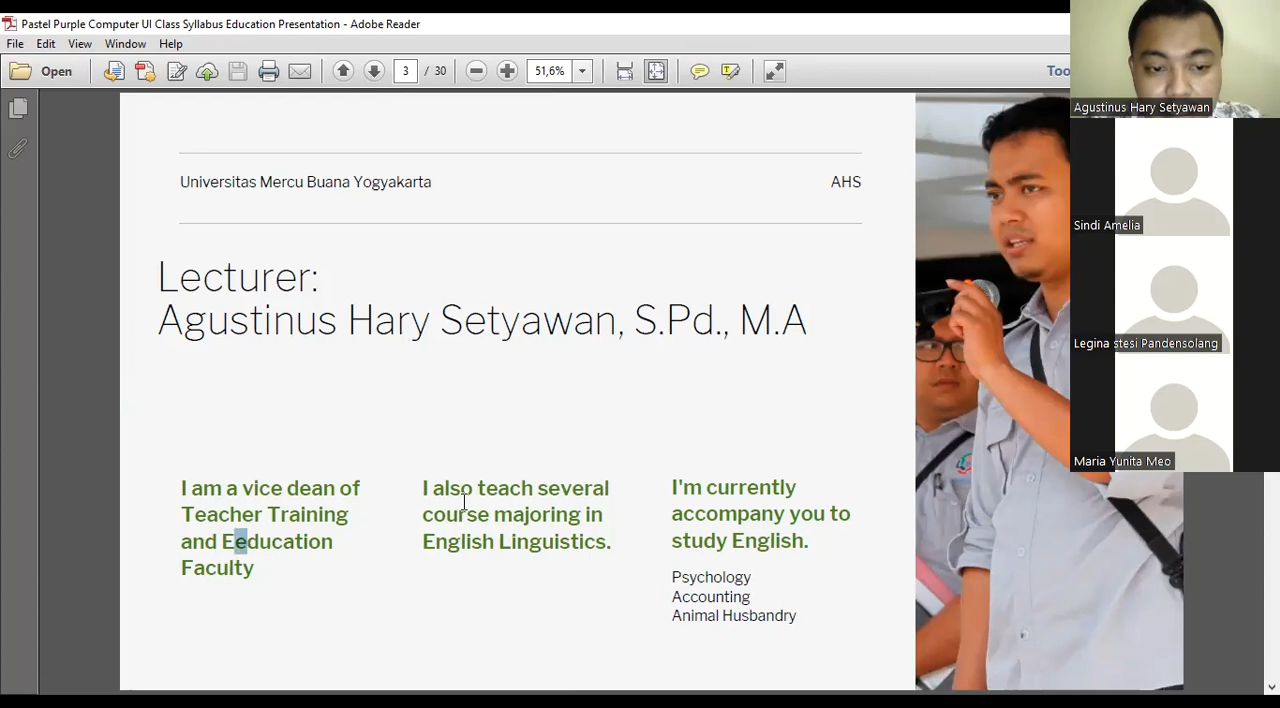 Pastel Purple Computer UI Class Syllabus Education Presentation - Adobe Reader
File Edit View Window Help
Open 3 / 30 51,6% Too
Agustinus Hary Setyawan
Universitas Mercu Buana Yogyakarta AHS
Sindi Amelia
Lecturer:
Agustinus Hary Setyawan, S.Pd., M.A
Legina stesi Pandensolang
Maria Yunita Meo
I am a vice dean of
Teacher Training
and Eeducation
Faculty
I also teach several
course majoring in
English Linguistics.
I'm currently
accompany you to
study English.
Psychology
Accounting
Animal Husbandry